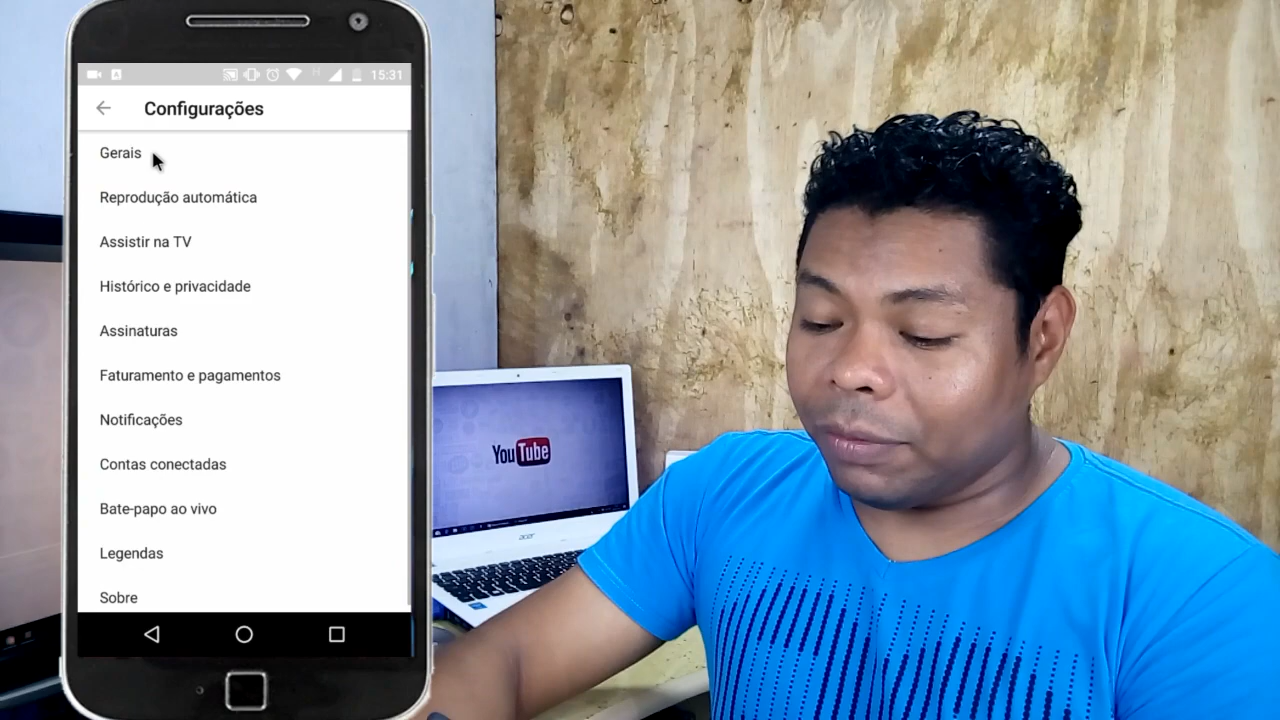 H 15:31
Configurações
Gerais
Reprodução automática
Assistir na TV
Histórico e privacidade
Assinaturas
Faturamento e pagamentos
Notificações
Contas conectadas
Bate-papo ao vivo
Legendas
Sobre
YouTube
acer